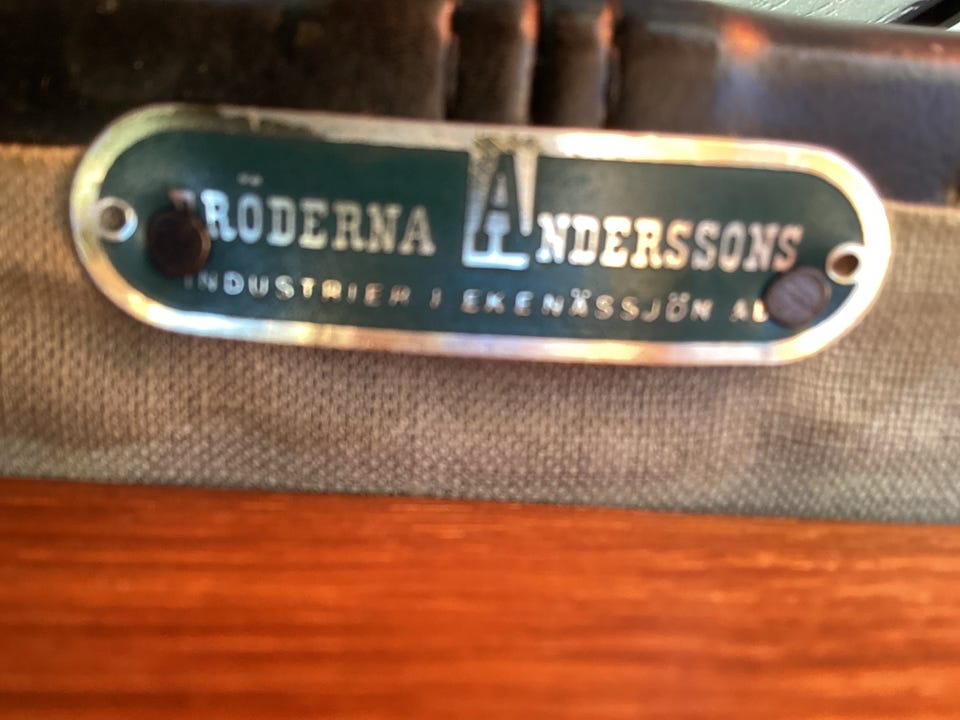 BRÖDERNA ANDERSSONS
INDUSTRIER I EKENÄSSJÖN AB